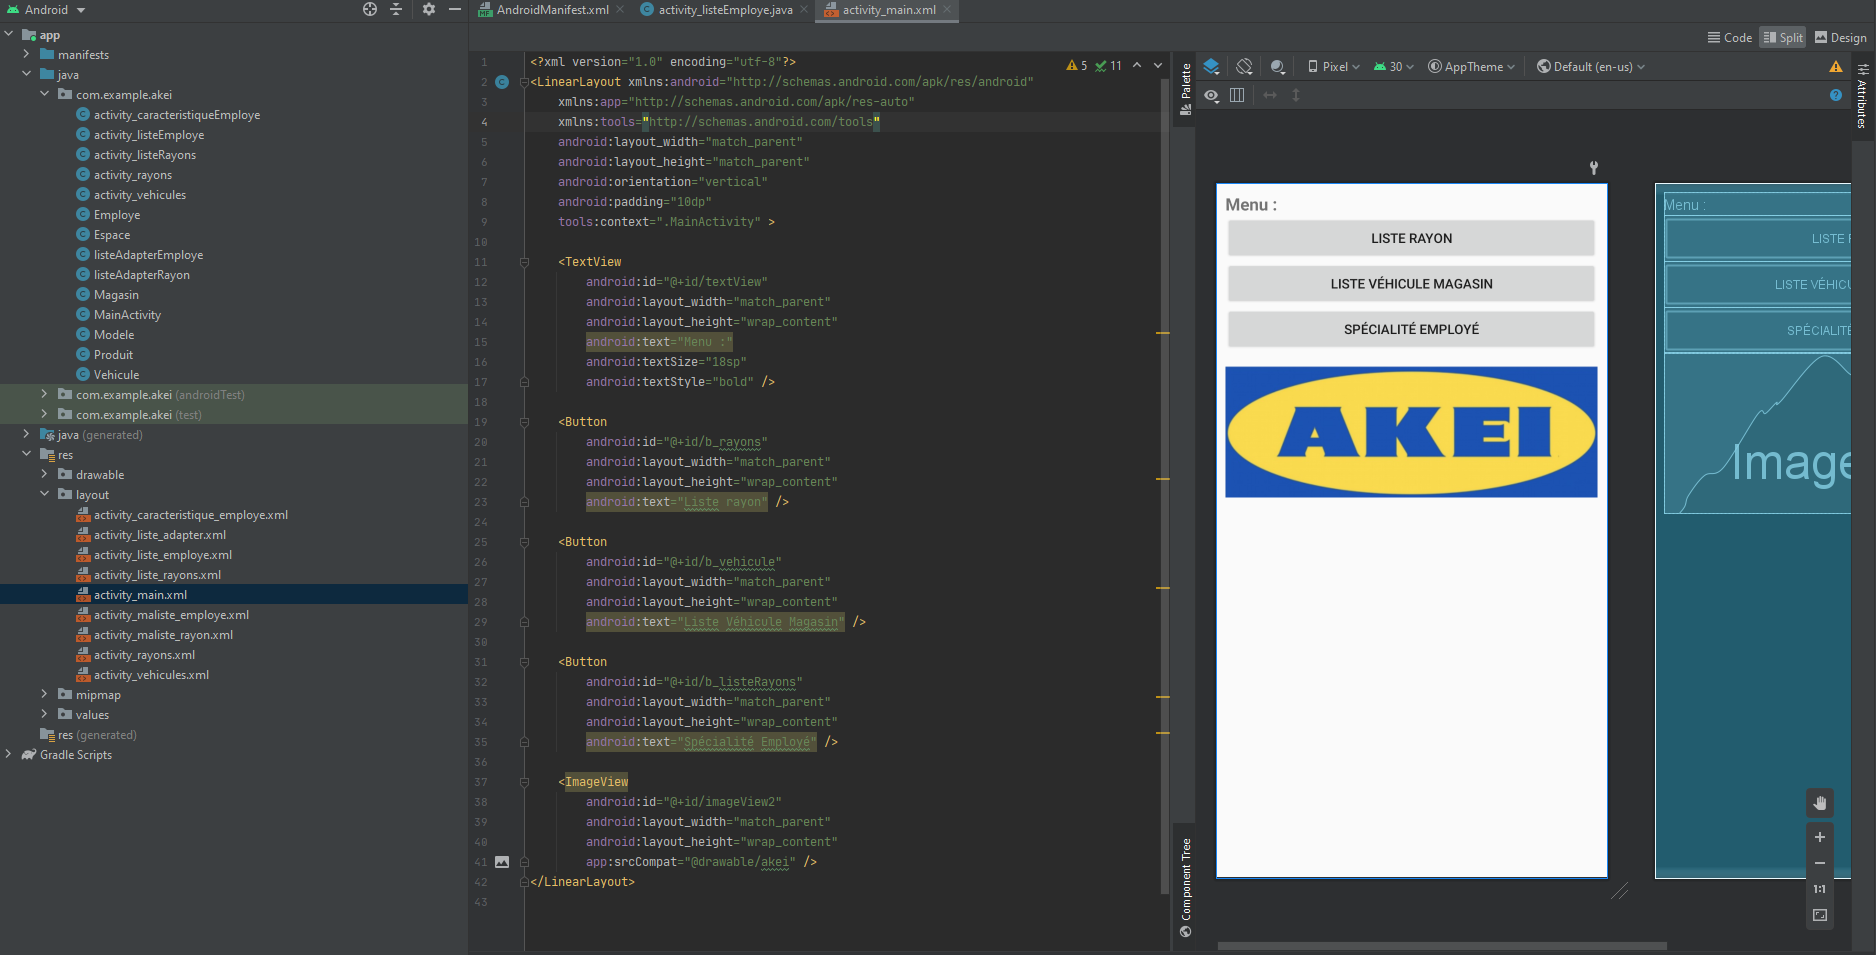 Android
app
manifests
java
com.example.akei
activity_caracteristiqueEmploye
activity_listeEmploye
activity_listeRayons
activity_rayons
activity_vehicules
Employe
Espace
listeAdapterEmploye
listeAdapterRayon
Magasin
MainActivity
Modele
Produit
Vehicule
com.example.akei (androidTest)
com.example.akei (test)
java (generated)
res
drawable
layout
activity_caracteristique_employe.xml
activity_liste_adapter.xml
activity_liste_employe.xml
activity_liste_rayons.xml
activity_main.xml
activity_maliste_employe.xml
activity_maliste_rayon.xml
activity_rayons.xml
activity_vehicules.xml
mipmap
values
res (generated)
Gradle Scripts
AndroidManifest.xml activity_listeEmploye.java activity_main.xml
Code Split Design
5 11
1 <?xml version="1.0" encoding="utf-8"?>
2 <LinearLayout xmlns:android="http://schemas.android.com/apk/res/android"
3 xmlns:app="http://schemas.android.com/apk/res-auto"
4 xmlns:tools="http://schemas.android.com/tools"
5 android:layout_width="match_parent"
6 android:layout_height="match_parent"
7 android:orientation="vertical"
8 android:padding="10dp"
9 tools:context=".MainActivity" >
10
11 <TextView
12 android:id="@+id/textView"
13 android:layout_width="match_parent"
14 android:layout_height="wrap_content"
15 android:text="Menu :"
16 android:textSize="18sp"
17 android:textStyle="bold" />
18
19 <Button
20 android:id="@+id/b_rayons"
21 android:layout_width="match_parent"
22 android:layout_height="wrap_content"
23 android:text="Liste rayon" />
24
25 <Button
26 android:id="@+id/b_vehicule"
27 android:layout_width="match_parent"
28 android:layout_height="wrap_content"
29 android:text="Liste Véhicule Magasin" />
30
31 <Button
32 android:id="@+id/b_listeRayons"
33 android:layout_width="match_parent"
34 android:layout_height="wrap_content"
35 android:text="Spécialité Employé" />
36
37 <ImageView
38 android:id="@+id/imageView2"
39 android:layout_width="match_parent"
40 android:layout_height="wrap_content"
41 app:srcCompat="@drawable/akei" />
42 </LinearLayout>
43
Palette
Component Tree
Pixel 30 AppTheme Default (en-us)
Attributes
Menu :
LISTE RAYON
LISTE VÉHICULE MAGASIN
SPÉCIALITÉ EMPLOYÉ
AKEI
Menu :
LISTE R
LISTE VÉHICU
SPÉCIALITÉ
Image
1:1